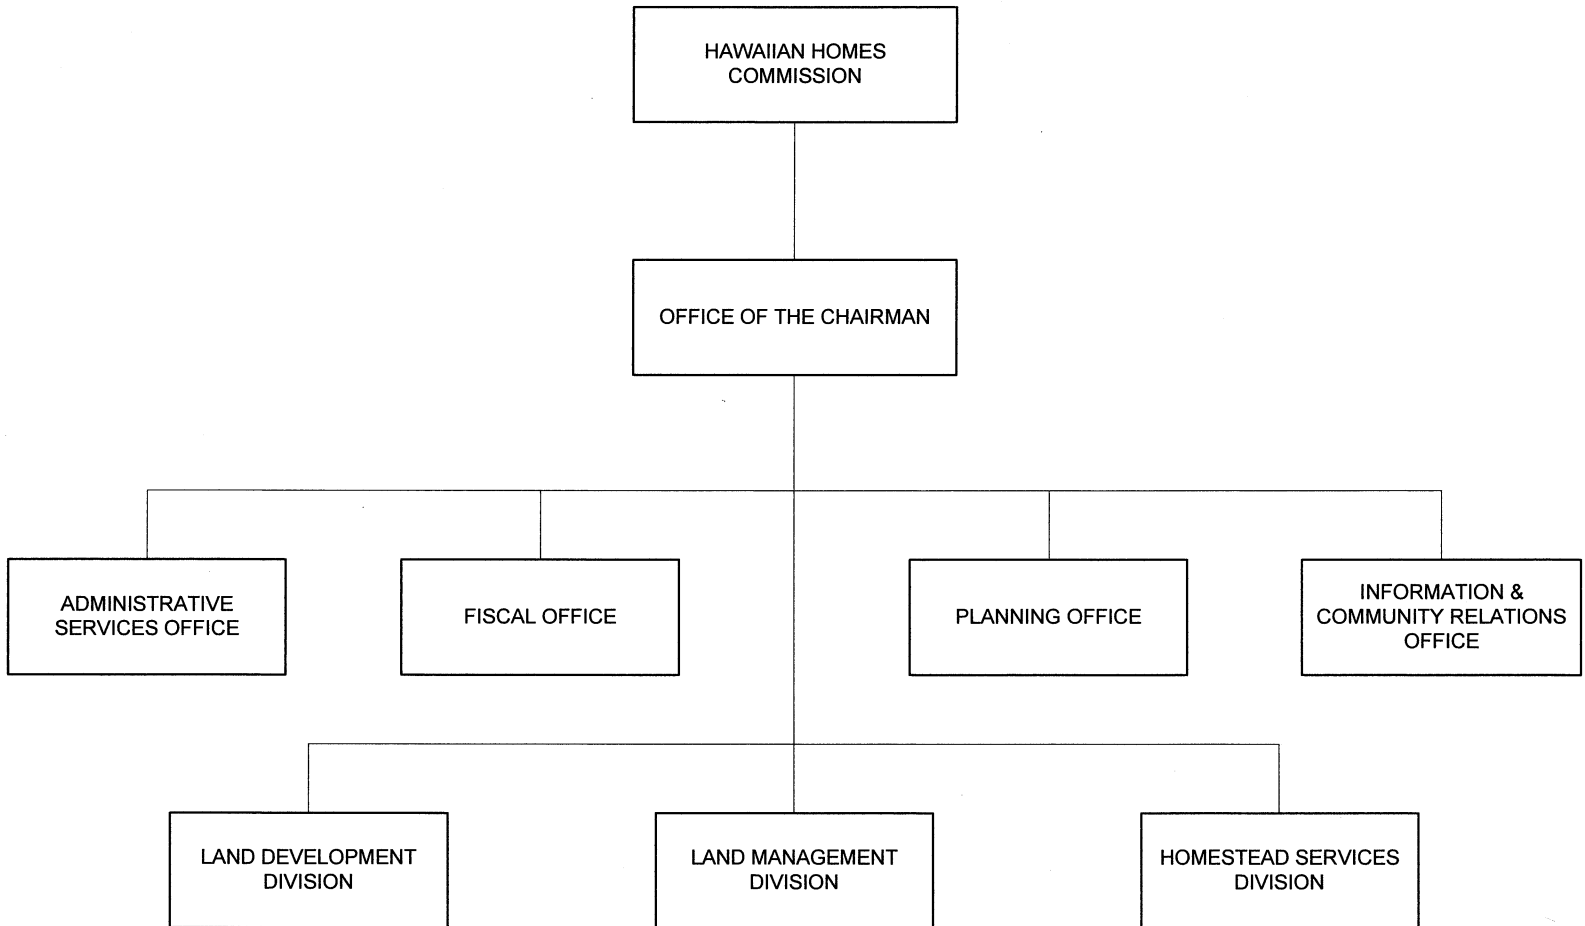 HAWAIIAN HOMES
COMMISSION
OFFICE OF THE CHAIRMAN
ADMINISTRATIVE
SERVICES OFFICE
FISCAL OFFICE
PLANNING OFFICE
INFORMATION &
COMMUNITY RELATIONS
OFFICE
LAND DEVELOPMENT
DIVISION
LAND MANAGEMENT
DIVISION
HOMESTEAD SERVICES
DIVISION